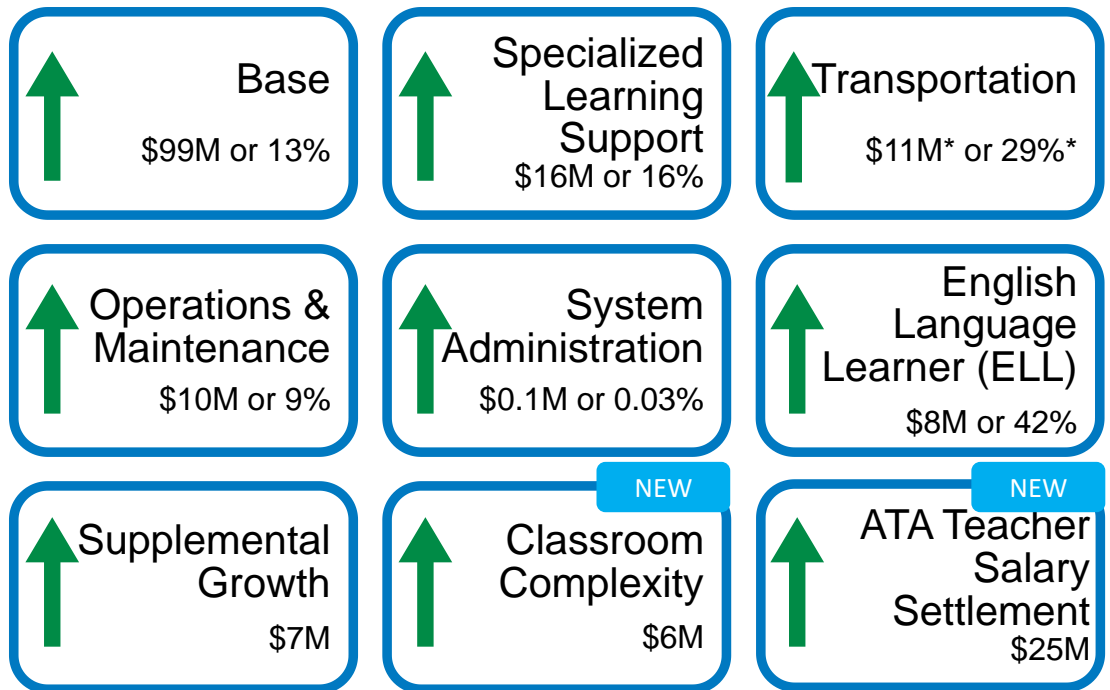 Base
$99M or 13%
Specialized
Learning
Support
$16M or 16%
Transportation
$11M* or 29%*
Operations &
Maintenance
$10M or 9%
System
Administration
$0.1M or 0.03%
English
Language
Learner (ELL)
$8M or 42%
Supplemental
Growth
$7M
NEW
Classroom
Complexity
$6M
NEW
ATA Teacher
Salary
Settlement
$25M